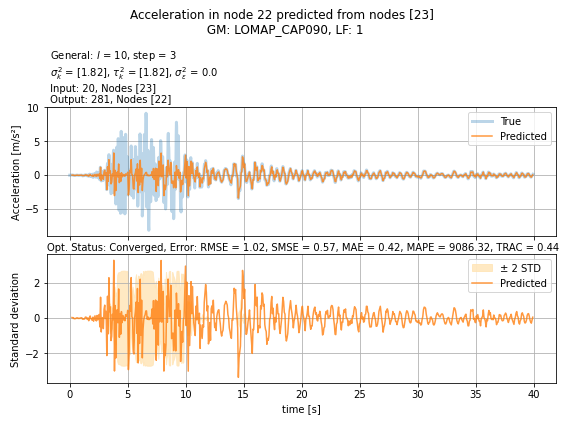 Acceleration in node 22 predicted from nodes [23]
GM: LOMAP_CAP090, LF: 1
General: l = 10, step = 3
σ²ₖ = [1.82], τ²ₖ = [1.82], σ²ε = 0.0
Input: 20, Nodes [23]
Output: 281, Nodes [22]
10
5
0
−5
Acceleration [m/s²]
True
Predicted
Opt. Status: Converged, Error: RMSE = 1.02, SMSE = 0.57, MAE = 0.42, MAPE = 9086.32, TRAC = 0.44
2
0
−2
Standard deviation
± 2 STD
Predicted
0 5 10 15 20 25 30 35 40
time [s]